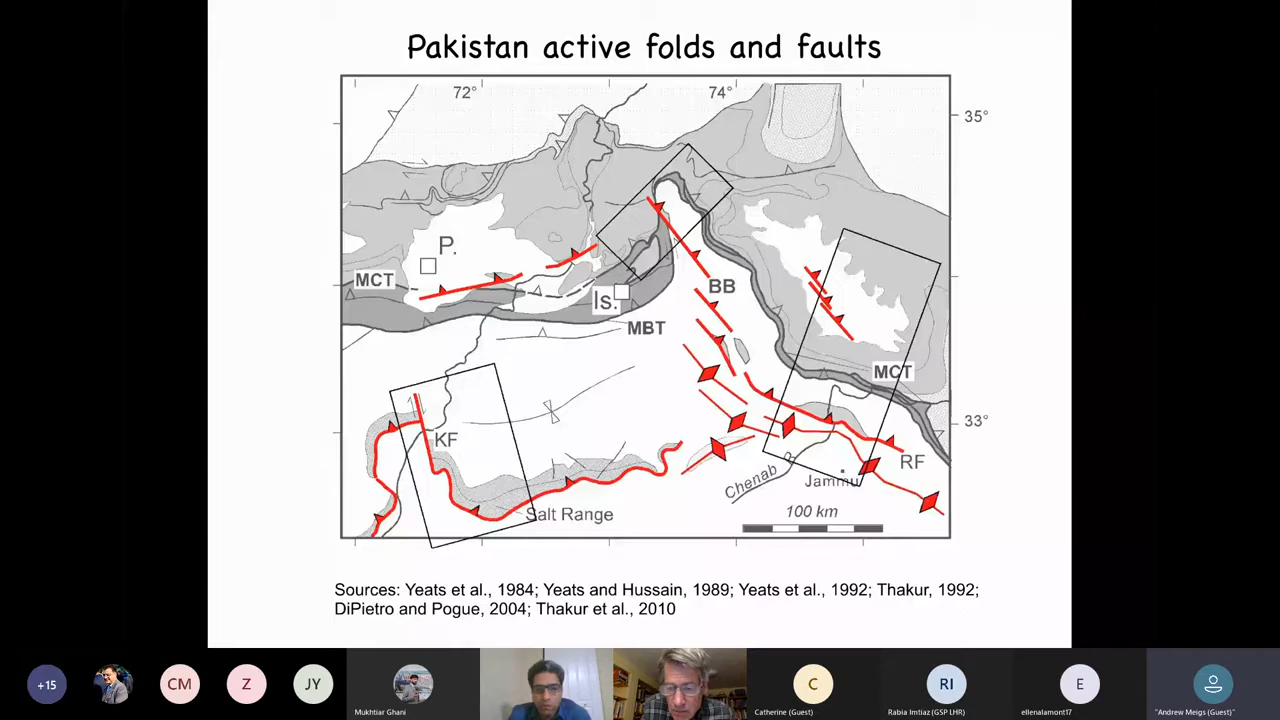 Pakistan active folds and faults
72°
74°
35°
P.
MCT
Is.
BB
MBT
MCT
33°
KF
RF
Chenab R
Jammu
Salt Range
100 km
Sources: Yeats et al., 1984; Yeats and Hussain, 1989; Yeats et al., 1992; Thakur, 1992;
DiPietro and Pogue, 2004; Thakur et al., 2010
+15
CM
Z
JY
C
RI
E
Mukhtiar Ghani
Catherine (Guest)
Rabia Imtiaz (GSP LHR)
ellenalamont17
"Andrew Meigs (Guest)"